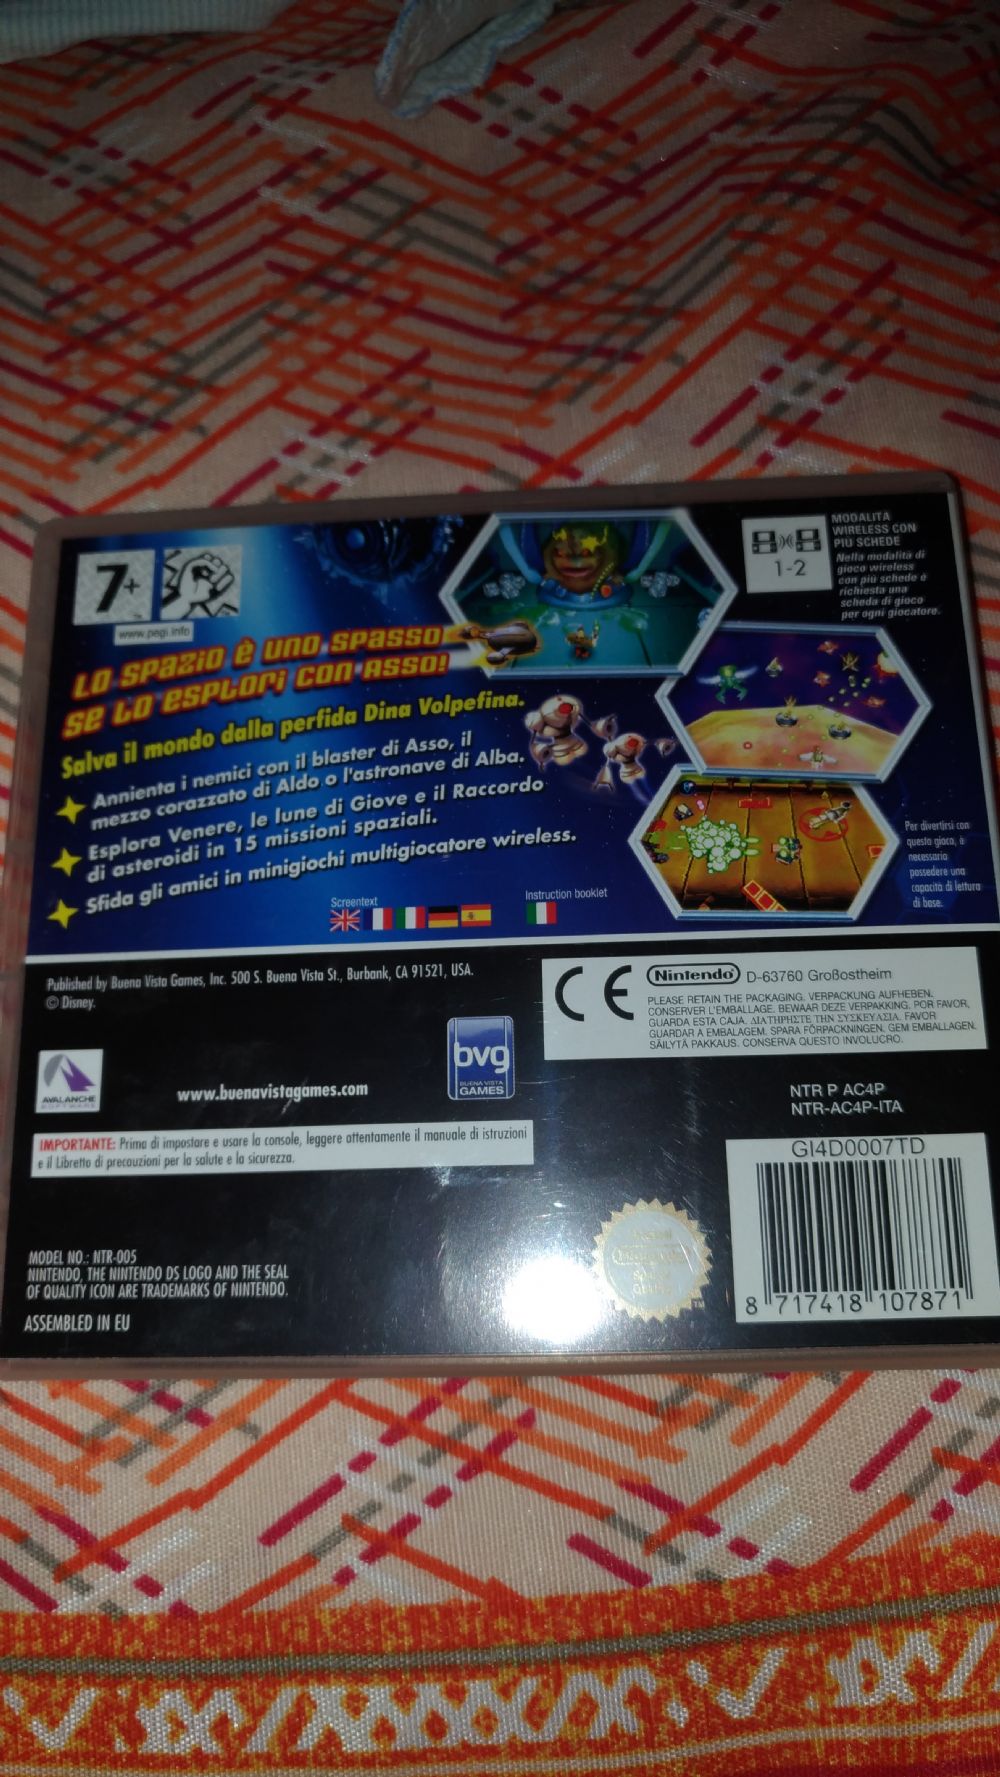 7+
www.pegi.info
MODALITÀ
WIRELESS CON
PIÙ SCHEDE
1-2
Nella modalità di
gioco wireless
con più schede è
richiesta una
scheda di gioco
per ogni giocatore.
LO SPAZIO È UNO SPASSO
SE LO ESPLORI CON ASSO!
Salva il mondo dalla perfida Dina Volpefina.
Annienta i nemici con il blaster di Asso, il
mezzo corazzato di Aldo o l'astronave di Alba.
Esplora Venere, le lune di Giove e il Raccordo
di asteroidi in 15 missioni spaziali.
Sfida gli amici in minigiochi multigiocatore wireless.
Per divertirsi con
questo gioco, è
necessario
possedere una
capacità di lettura
di base.
Screentext
Instruction booklet
Published by Buena Vista Games, Inc. 500 S. Buena Vista St., Burbank, CA 91521, USA.
© Disney.
CE
Nintendo D-63760 Großostheim
PLEASE RETAIN THE PACKAGING. VERPACKUNG AUFHEBEN.
CONSERVER L'EMBALLAGE. BEWAAR DEZE VERPAKKING. POR FAVOR,
GUARDA ESTA CAJA. ΔΙΑΤΗΡΗΣΤΕ ΤΗΝ ΣΥΣΚΕΥΑΣΙΑ. FAVOR
GUARDAR A EMBALAGEM. SPARA FÖRPACKNINGEN. GEM EMBALLAGEN.
SÄILYTÄ PAKKAUS. CONSERVA QUESTO INVOLUCRO.
AVALANCHE
SOFTWARE
www.buenavistagames.com
bvg
BUENA VISTA
GAMES
NTR P AC4P
NTR-AC4P-ITA
IMPORTANTE: Prima di impostare e usare la console, leggere attentamente il manuale di istruzioni
e il Libretto di precauzioni per la salute e la sicurezza.
GI4D0007TD
8 717418 107871
MODEL NO.: NTR-005
NINTENDO, THE NINTENDO DS LOGO AND THE SEAL
OF QUALITY ICON ARE TRADEMARKS OF NINTENDO.
ASSEMBLED IN EU
TM